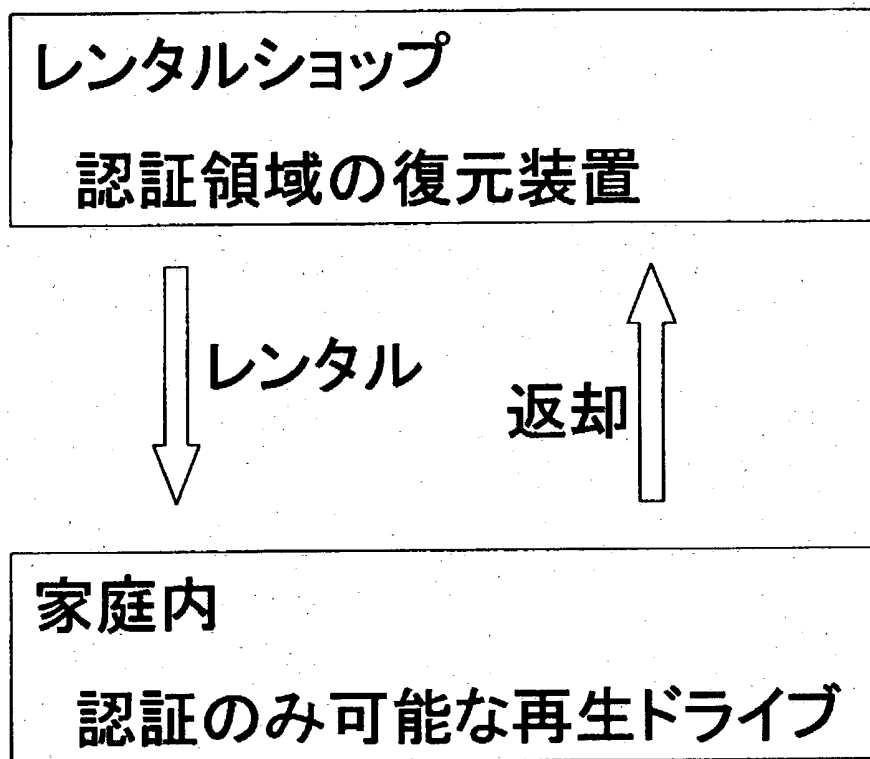 レンタルショップ
認証領域の復元装置
レンタル
返却
家庭内
認証のみ可能な再生ドライブ